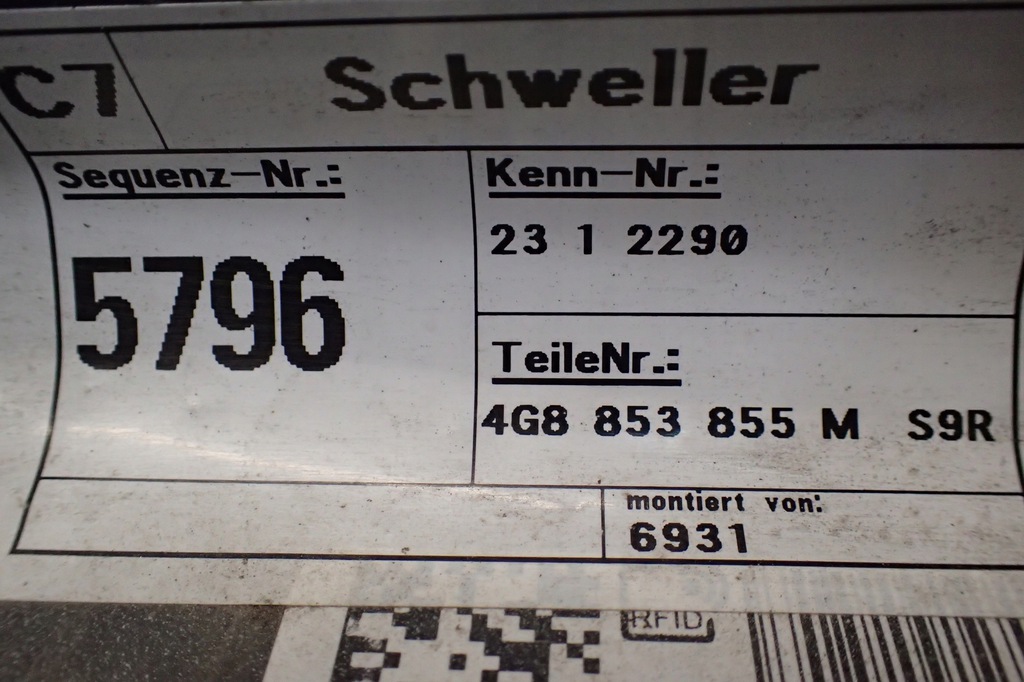 C7 Schweller
Sequenz-Nr.:
5796
Kenn-Nr.:
23 1 2290
TeileNr.:
4G8 853 855 M S9R
montiert von:
6931
RFID